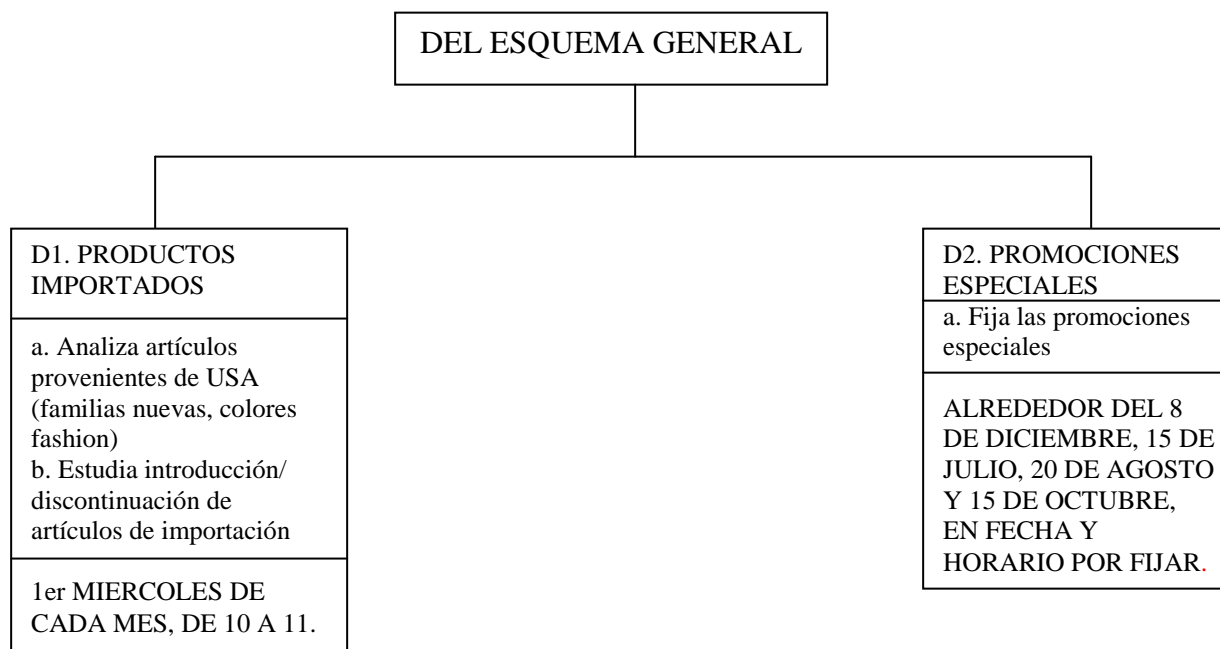 DEL ESQUEMA GENERAL
D1. PRODUCTOS
IMPORTADOS
a. Analiza artículos
provenientes de USA
(familias nuevas, colores
fashion)
b. Estudia introducción/
discontinuación de
artículos de importación
1er MIERCOLES DE
CADA MES, DE 10 A 11.
D2. PROMOCIONES
ESPECIALES
a. Fija las promociones
especiales
ALREDEDOR DEL 8
DE DICIEMBRE, 15 DE
JULIO, 20 DE AGOSTO
Y 15 DE OCTUBRE,
EN FECHA Y
HORARIO POR FIJAR.